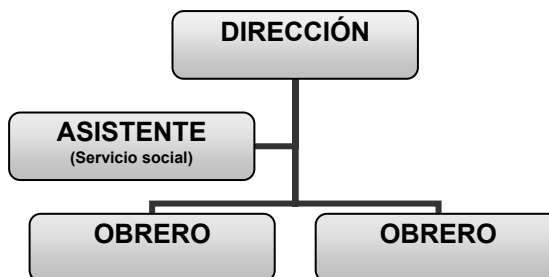 DIRECCIÓN
ASISTENTE
(Servicio social)
OBRERO
OBRERO